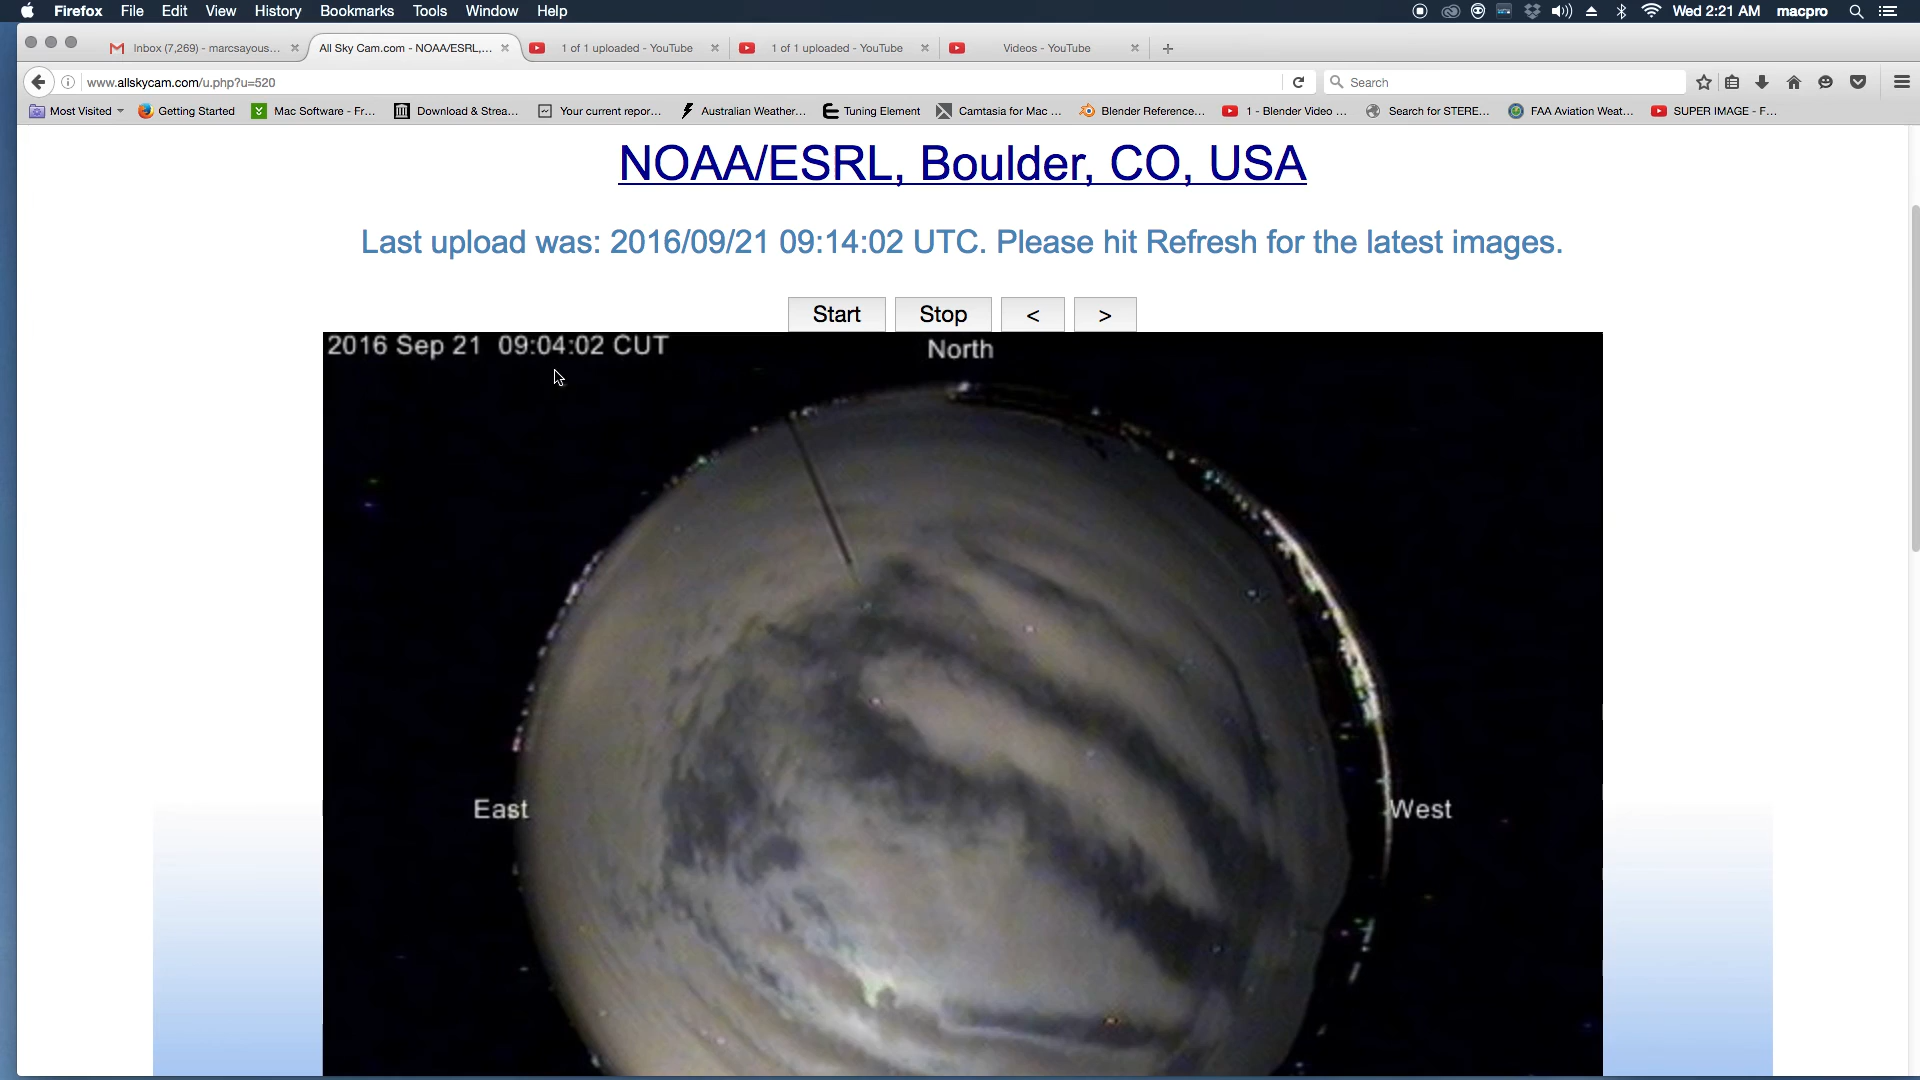 Firefox File Edit View History Bookmarks Tools Window Help Wed 2:21 AM macpro
Inbox (7,269) - marcsayous... All Sky Cam.com - NOAA/ESRL,... 1 of 1 uploaded - YouTube 1 of 1 uploaded - YouTube Videos - YouTube
www.allskycam.com/u.php?u=520 Search
Most Visited Getting Started Mac Software - Fr... Download & Strea... Your current repor... Australian Weather... Tuning Element Camtasia for Mac ... Blender Reference... 1 - Blender Video ... Search for STERE... FAA Aviation Weat... SUPER IMAGE - F...
NOAA/ESRL, Boulder, CO, USA
Last upload was: 2016/09/21 09:14:02 UTC. Please hit Refresh for the latest images.
Start Stop < >
2016 Sep 21 09:04:02 CUT North
East West